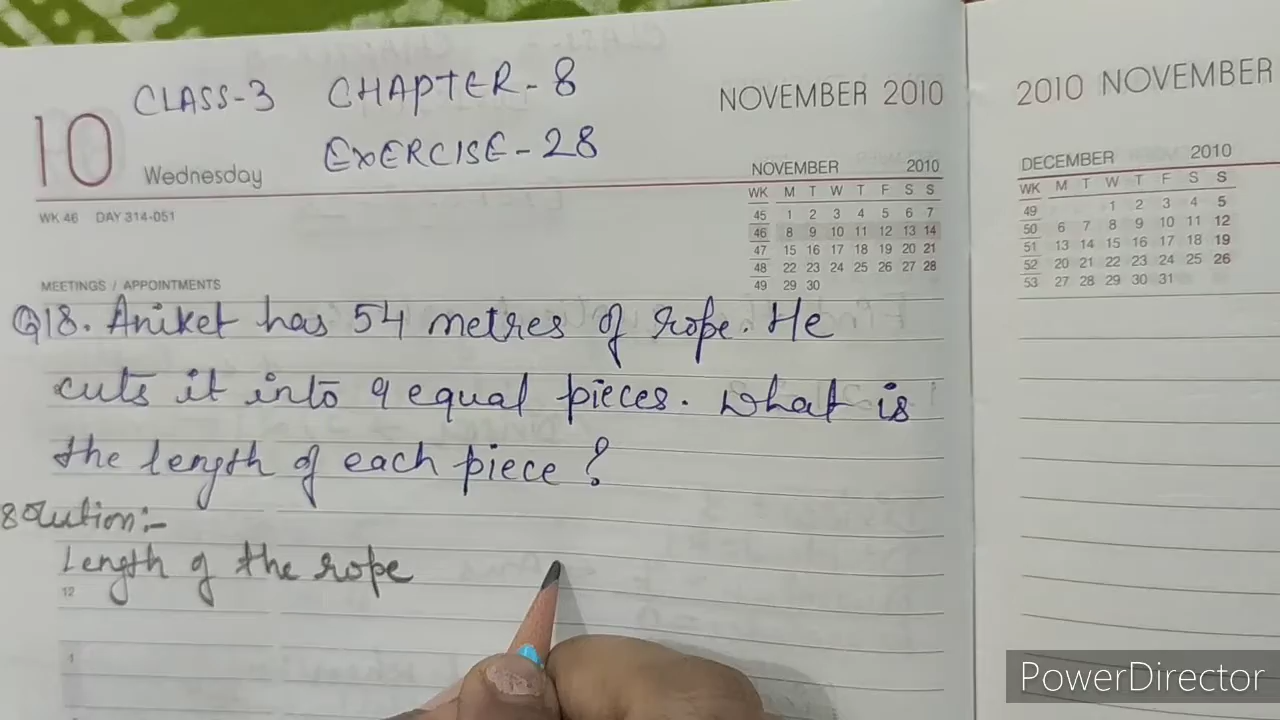 CLASS-3 CHAPTER-8
EXERCISE-28
10 Wednesday
WK 46 DAY 314-051
MEETINGS / APPOINTMENTS
NOVEMBER 2010
NOVEMBER 2010
WK M T W T F S S
45 1 2 3 4 5 6 7
46 8 9 10 11 12 13 14
47 15 16 17 18 19 20 21
48 22 23 24 25 26 27 28
49 29 30
Q18. Aniket has 54 metres of rope. He
cuts it into 9 equal pieces. What is
the length of each piece?
Solution:-
Length of the rope
12
1
2010 NOVEMBER
DECEMBER 2010
WK M T W T F S S
49 1 2 3 4 5
50 6 7 8 9 10 11 12
51 13 14 15 16 17 18 19
52 20 21 22 23 24 25 26
53 27 28 29 30 31
PowerDirector